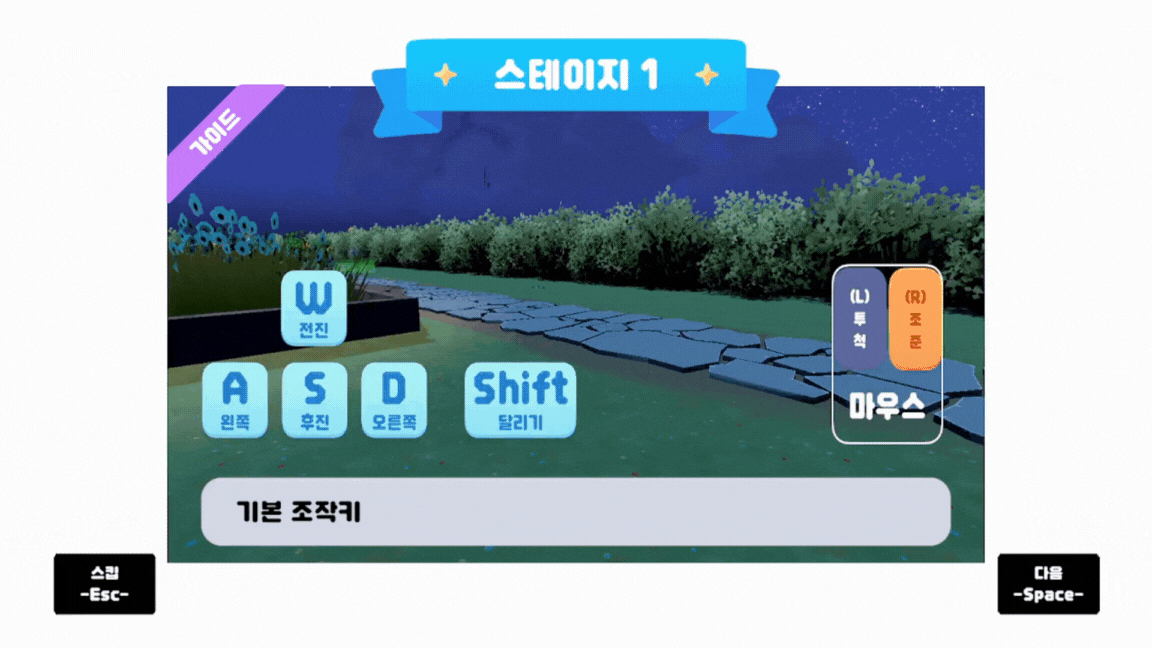 스테이지 1
가이드
W
전진
A
왼쪽
S
후진
D
오른쪽
Shift
달리기
(L)
투
척
(R)
조
준
마우스
기본 조작키
스킵
-Esc-
다음
-Space-